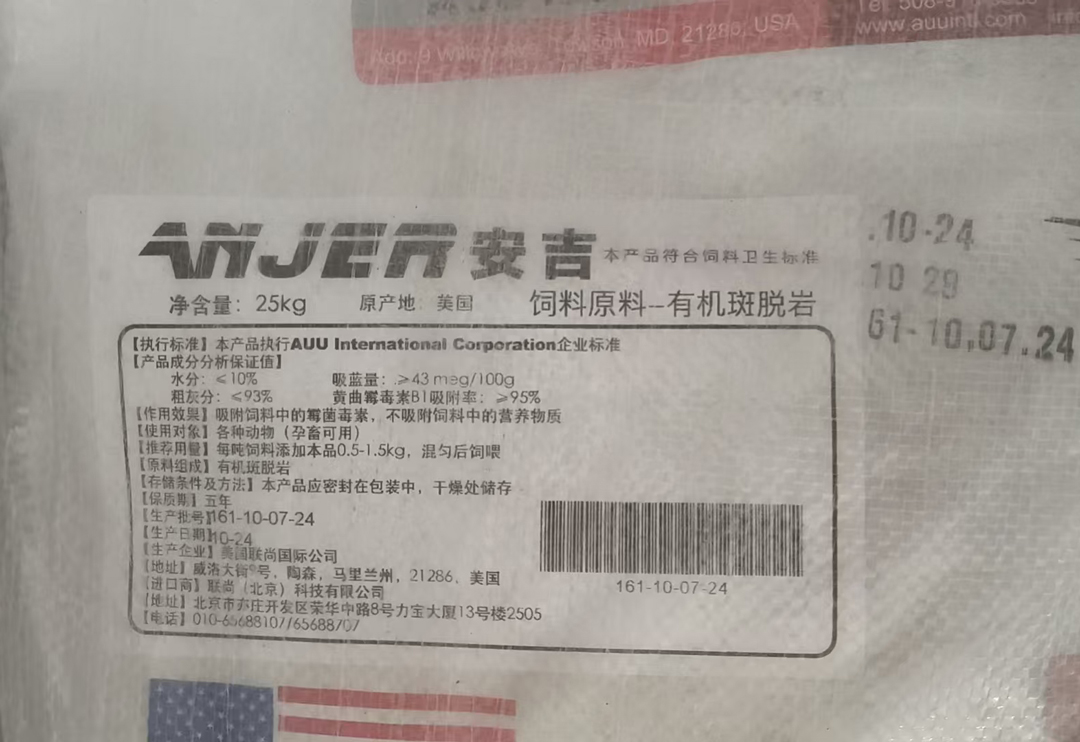 MD, 21286, USA
www.auuintl.com
ANJER 安吉 本产品符合饲料卫生标准
净含量：25kg 原产地：美国 饲料原料--有机斑脱岩
【执行标准】本产品执行AUU International Corporation企业标准
【产品成分分析保证值】
水分：≤10% 吸蓝量：≥43 meg/100g
粗灰分：≤93% 黄曲霉毒素B1吸附率：≥95%
【作用效果】吸附饲料中的霉菌毒素，不吸附饲料中的营养物质
【使用对象】各种动物（孕畜可用）
【推荐用量】每吨饲料添加本品0.5-1.5kg，混匀后饲喂
【原料组成】有机斑脱岩
【存储条件及方法】本产品应密封在包装中，干燥处储存
【保质期】五年
【生产批号】161-10-07-24
【生产日期】10-24
【生产企业】美国联尚国际公司
【地址】威洛大街9号，陶森，马里兰州，21286，美国
【进口商】联尚（北京）科技有限公司
【地址】北京市亦庄开发区荣华中路8号力宝大厦13号楼2505
【电话】010-65688107/65688707
161-10-07-24
.10-24
10 29
61-10.07.24